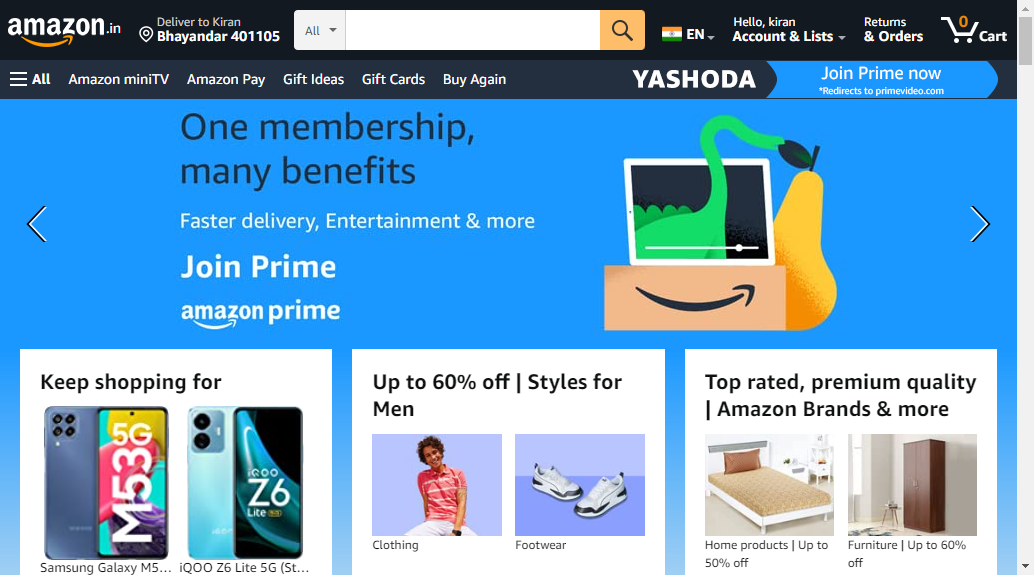 amazon.in
Deliver to Kiran
Bhayandar 401105
All
EN
Hello, kiran
Account & Lists
Returns
& Orders
0
Cart
All
Amazon miniTV
Amazon Pay
Gift Ideas
Gift Cards
Buy Again
YASHODA
Join Prime now
*Redirects to primevideo.com
One membership,
many benefits
Faster delivery, Entertainment & more
Join Prime
amazon prime
Keep shopping for
M53 5G
iQOO
Z6
Lite 5G
iQOO
Samsung Galaxy M5...
iQOO Z6 Lite 5G (St...
Up to 60% off | Styles for
Men
Clothing
Footwear
Top rated, premium quality
| Amazon Brands & more
Home products | Up to
50% off
Furniture | Up to 60%
off